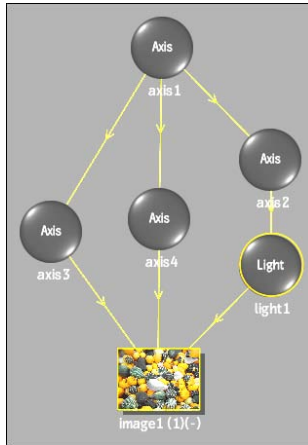 Axis
axis1
Axis
axis2
Axis
axis3
Axis
axis4
Light
light1
image1 (1)(-)